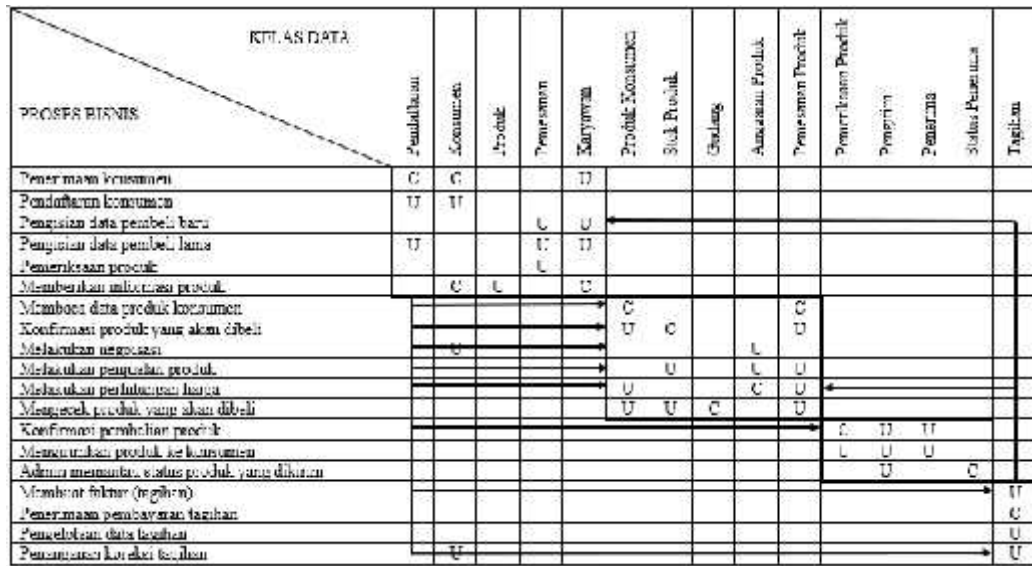 KELAS DATA
PROSES BISNIS
Pendaftaran Konsumen Produk Pemesanan Karyawan Produk Konsumen Stok Produk Gudang Anggaran Produk Pemesanan Produk Pemeriksaan Produk Pengirim Penerima Status Penerima Tagihan
Penerimaan konsumen C C U
Pendaftaran konsumen U U
Pengisian data pembeli baru U U
Pengisian data pembeli lama U U U
Pemeriksaan produk
Memberikan informasi produk
Membaca data produk konsumen C C
Konfirmasi produk yang akan dibeli U C U
Melakukan negosiasi U
Melakukan penjualan produk U U U
Melakukan perhitungan harga U C U
Mengecek produk yang akan dibeli U U C U
Konfirmasi pembelian produk C U U
Mengirimkan produk ke konsumen U U U
Admin memantau status produk yang dikirim U C
Membuat faktur (tagihan) U
Penerimaan pembayaran tagihan C
Pengelolaan data tagihan U
Penanganan koreksi tagihan U U